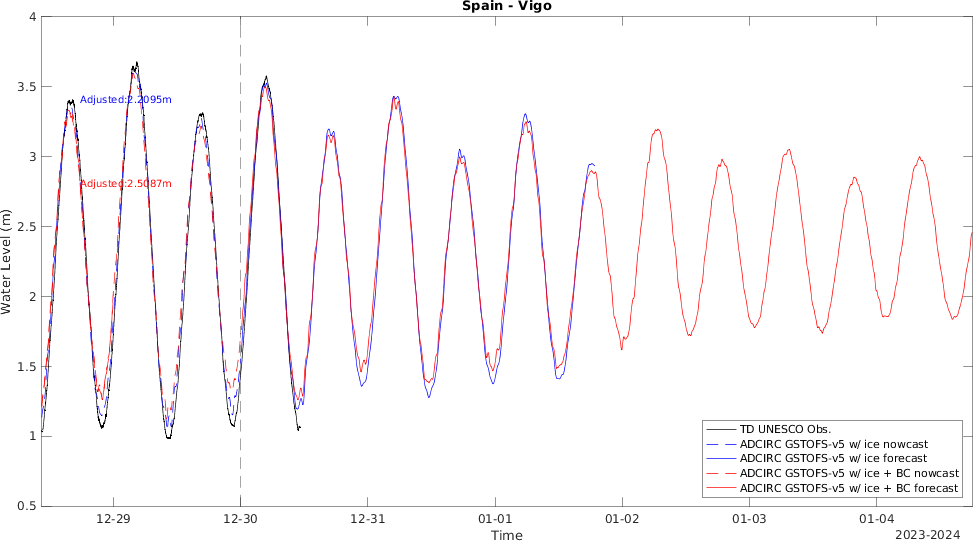 Spain - Vigo
4
3.5
3
2.5
2
1.5
1
0.5
Water Level (m)
Adjusted:2.2095m
Adjusted:2.5087m
TD UNESCO Obs.
ADCIRC GSTOFS-v5 w/ ice nowcast
ADCIRC GSTOFS-v5 w/ ice forecast
ADCIRC GSTOFS-v5 w/ ice + BC nowcast
ADCIRC GSTOFS-v5 w/ ice + BC forecast
12-29 12-30 12-31 01-01 01-02 01-03 01-04
Time
2023-2024